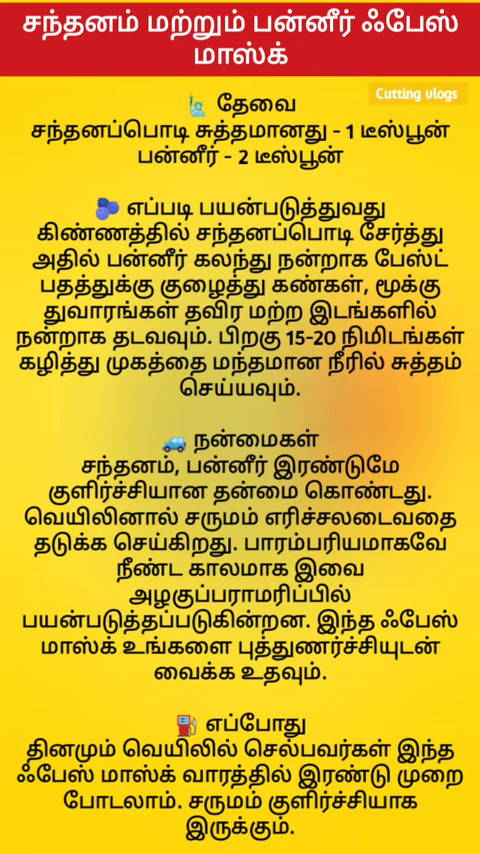 சந்தனம் மற்றும் பன்னீர் ஃபேஸ்
மாஸ்க்
Cutting vlogs
🗽 தேவை
சந்தனப்பொடி சுத்தமானது - 1 டீஸ்பூன்
பன்னீர் - 2 டீஸ்பூன்
🫐 எப்படி பயன்படுத்துவது
கிண்ணத்தில் சந்தனப்பொடி சேர்த்து
அதில் பன்னீர் கலந்து நன்றாக பேஸ்ட்
பதத்துக்கு குழைத்து கண்கள், மூக்கு
துவாரங்கள் தவிர மற்ற இடங்களில்
நன்றாக தடவவும். பிறகு 15-20 நிமிடங்கள்
கழித்து முகத்தை மந்தமான நீரில் சுத்தம்
செய்யவும்.
🚙 நன்மைகள்
சந்தனம், பன்னீர் இரண்டுமே
குளிர்ச்சியான தன்மை கொண்டது.
வெயிலினால் சருமம் எரிச்சலடைவதை
தடுக்க செய்கிறது. பாரம்பரியமாகவே
நீண்ட காலமாக இவை
அழகுப்பராமரிப்பில்
பயன்படுத்தப்படுகின்றன. இந்த ஃபேஸ்
மாஸ்க் உங்களை புத்துணர்ச்சியுடன்
வைக்க உதவும்.
⛽ எப்போது
தினமும் வெயிலில் செல்பவர்கள் இந்த
ஃபேஸ் மாஸ்க் வாரத்தில் இரண்டு முறை
போடலாம். சருமம் குளிர்ச்சியாக
இருக்கும்.